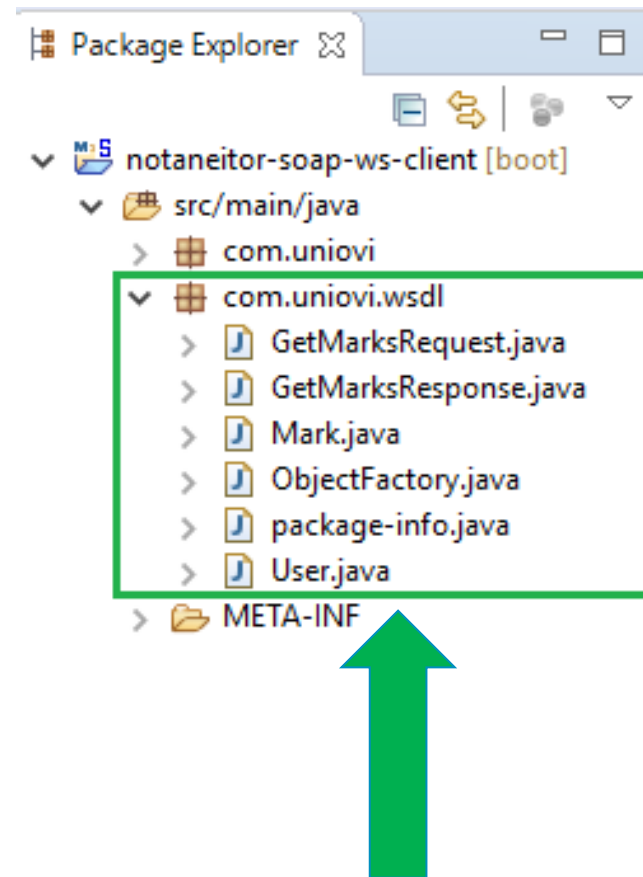 Package Explorer
notaneitor-soap-ws-client [boot]
src/main/java
com.uniovi
com.uniovi.wsdl
GetMarksRequest.java
GetMarksResponse.java
Mark.java
ObjectFactory.java
package-info.java
User.java
META-INF